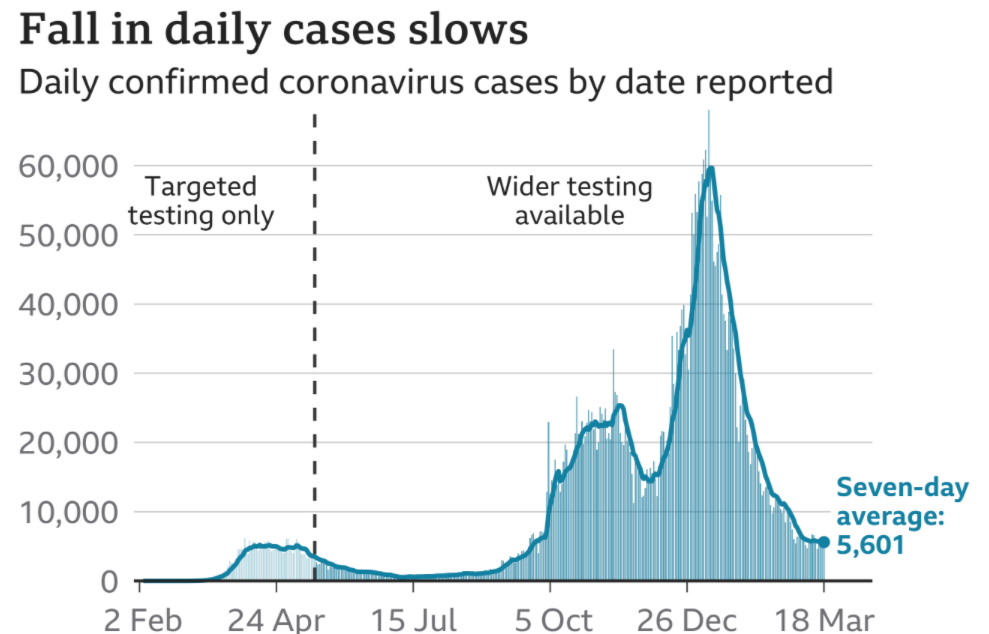 Fall in daily cases slows
Daily confirmed coronavirus cases by date reported
60,000
Targeted
testing only
Wider testing
available
50,000
40,000
30,000
20,000
10,000
0
Seven-day
average:
5,601
2 Feb
24 Apr
15 Jul
5 Oct
26 Dec
18 Mar